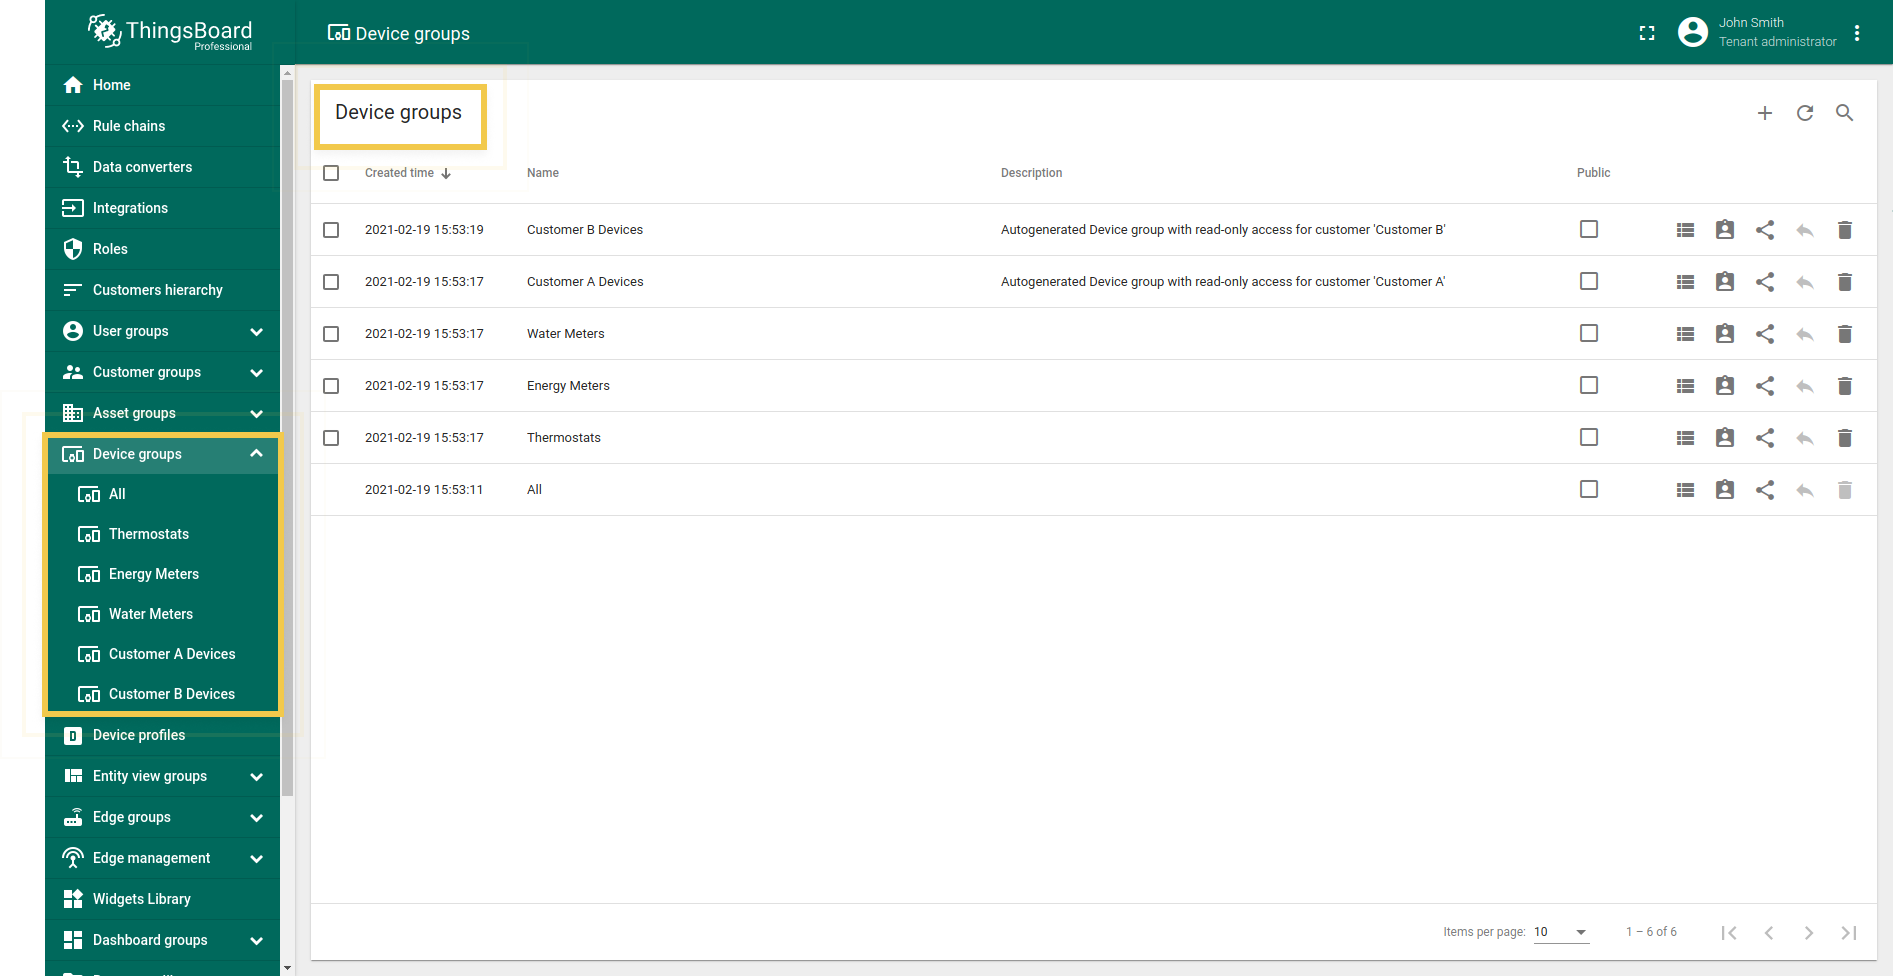 ThingsBoard
Professional
Device groups
John Smith
Tenant administrator
Home
Rule chains
Data converters
Integrations
Roles
Customers hierarchy
User groups
Customer groups
Asset groups
Device groups
All
Thermostats
Energy Meters
Water Meters
Customer A Devices
Customer B Devices
Device profiles
Entity view groups
Edge groups
Edge management
Widgets Library
Dashboard groups
Device groups
Created time Name Description Public
2021-02-19 15:53:19 Customer B Devices Autogenerated Device group with read-only access for customer 'Customer B'
2021-02-19 15:53:17 Customer A Devices Autogenerated Device group with read-only access for customer 'Customer A'
2021-02-19 15:53:17 Water Meters
2021-02-19 15:53:17 Energy Meters
2021-02-19 15:53:17 Thermostats
2021-02-19 15:53:11 All
Items per page: 10 1 – 6 of 6